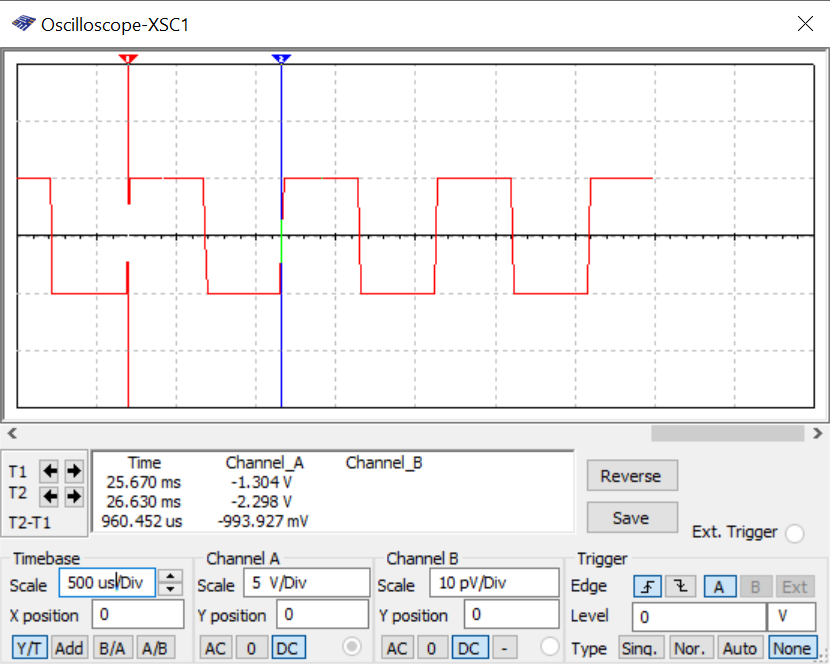 Oscilloscope-XSC1
T1
T2
T2-T1
Time Channel_A Channel_B
25.670 ms -1.304 V
26.630 ms -2.298 V
960.452 us -993.927 mV
Reverse
Save
Ext. Trigger
Timebase
Scale 500 us/Div
X position 0
Y/T Add B/A A/B
Channel A
Scale 5 V/Div
Y position 0
AC 0 DC
Channel B
Scale 10 pV/Div
Y position 0
AC 0 DC -
Trigger
Edge A B Ext
Level 0 V
Type Sing. Nor. Auto None